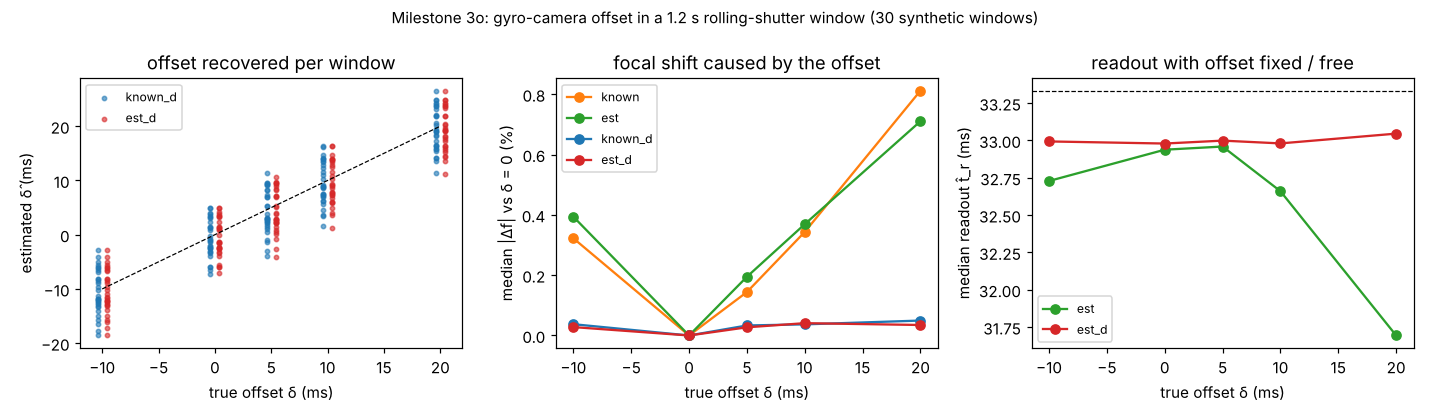 Milestone 3o: gyro-camera offset in a 1.2 s rolling-shutter window (30 synthetic windows)
offset recovered per window
known_d
est_d
estimated δ̂ (ms)
20
10
0
−10
−20
−10
−5
0
5
10
15
20
true offset δ (ms)
focal shift caused by the offset
known
est
known_d
est_d
median |Δf| vs δ = 0 (%)
0.8
0.6
0.4
0.2
0.0
−10
−5
0
5
10
15
20
true offset δ (ms)
readout with offset fixed / free
median readout t̂_r (ms)
33.25
33.00
32.75
32.50
32.25
32.00
31.75
est
est_d
−10
−5
0
5
10
15
20
true offset δ (ms)